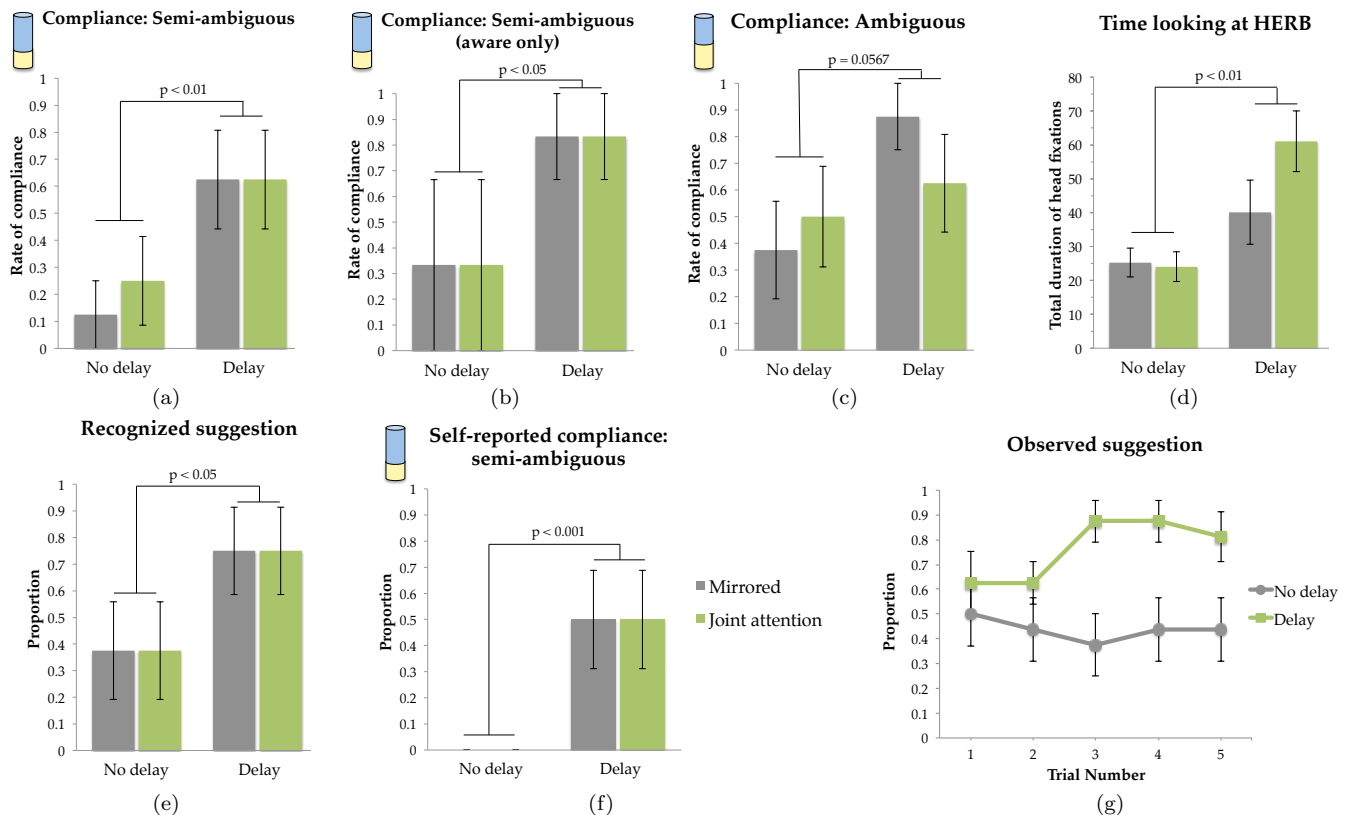 Compliance: Semi-ambiguous
p < 0.01
Rate of compliance
1
0.9
0.8
0.7
0.6
0.5
0.4
0.3
0.2
0.1
0
No delay
Delay
(a)
Compliance: Semi-ambiguous
(aware only)
p < 0.05
Rate of compliance
1
0.9
0.8
0.7
0.6
0.5
0.4
0.3
0.2
0.1
0
No delay
Delay
(b)
Compliance: Ambiguous
p = 0.0567
Rate of compliance
1
0.9
0.8
0.7
0.6
0.5
0.4
0.3
0.2
0.1
0
No delay
Delay
(c)
Time looking at HERB
p < 0.01
Total duration of head fixations
80
70
60
50
40
30
20
10
0
No delay
Delay
(d)
Recognized suggestion
p < 0.05
Proportion
1
0.9
0.8
0.7
0.6
0.5
0.4
0.3
0.2
0.1
0
No delay
Delay
(e)
Self-reported compliance:
semi-ambiguous
p < 0.001
Proportion
1
0.9
0.8
0.7
0.6
0.5
0.4
0.3
0.2
0.1
0
No delay
Delay
(f)
Mirrored
Joint attention
Observed suggestion
Proportion
1
0.9
0.8
0.7
0.6
0.5
0.4
0.3
0.2
0.1
0
1
2
3
4
5
Trial Number
No delay
Delay
(g)